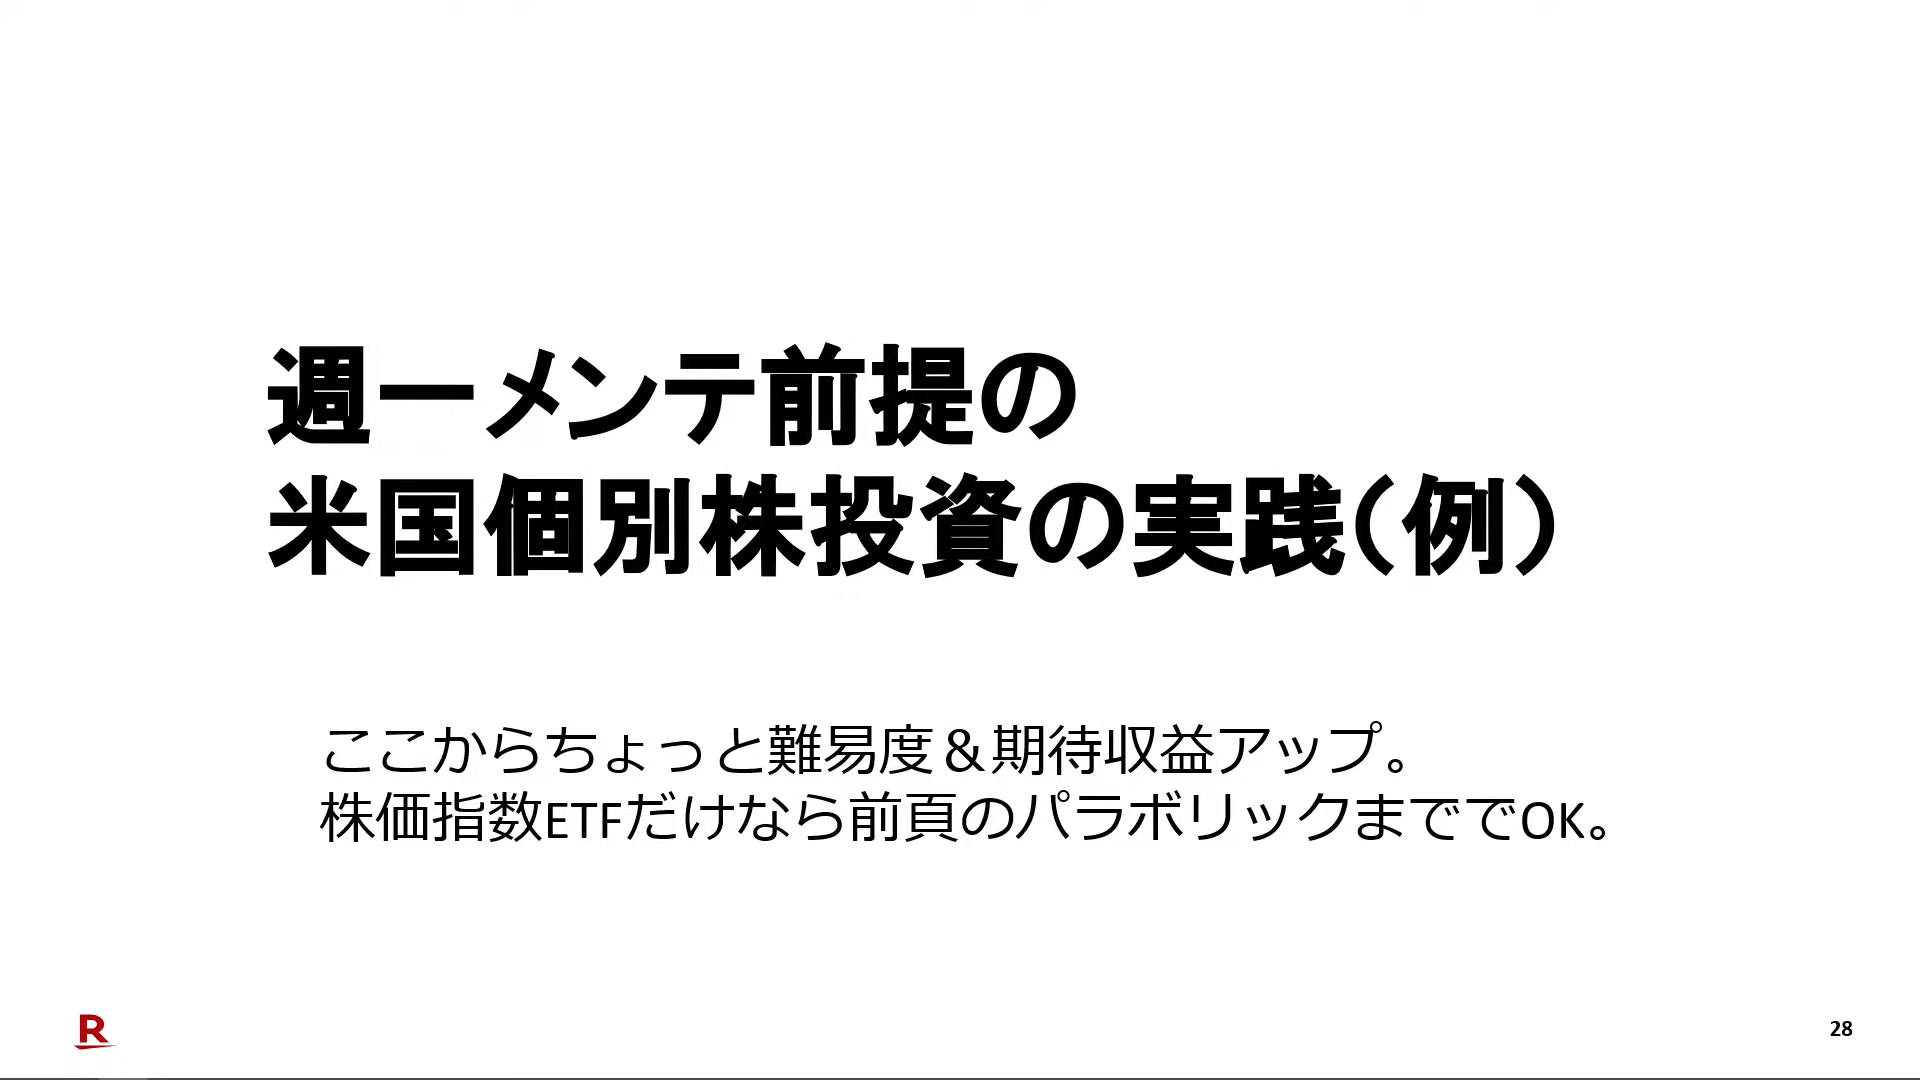 週一メンテ前提の
米国個別株投資の実践（例）
ここからちょっと難易度＆期待収益アップ。
株価指数ETFだけなら前頁のパラボリックまででOK。
R
28